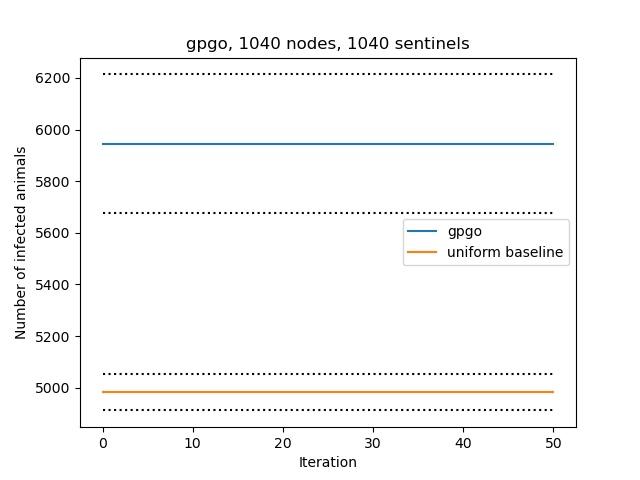 gpgo, 1040 nodes, 1040 sentinels
Number of infected animals
6200
6000
5800
5600
5400
5200
5000
gpgo
uniform baseline
0 10 20 30 40 50
Iteration